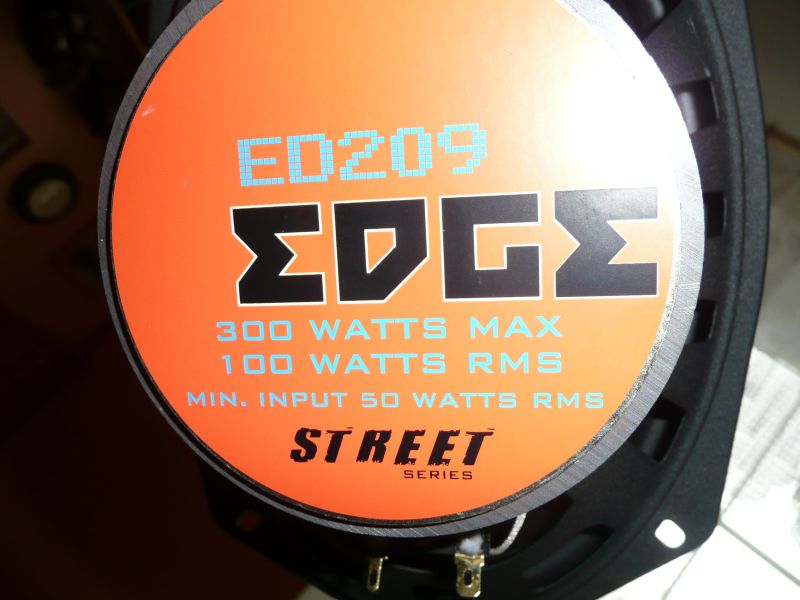 ED209
EDGE
300 WATTS MAX
100 WATTS RMS
MIN. INPUT 50 WATTS RMS
STREET
SERIES